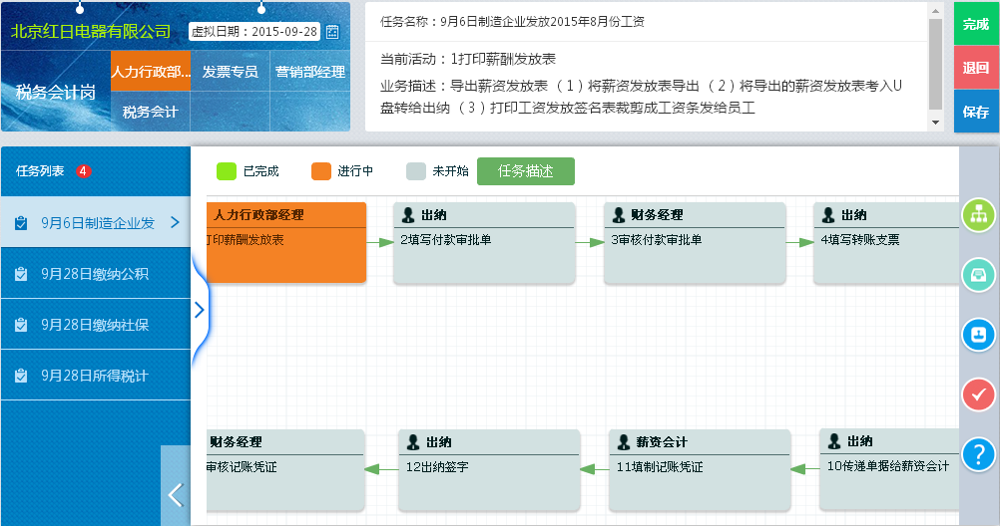 北京红日电器有限公司
虚拟日期：2015-09-28
税务会计岗
人力行政部...
发票专员
营销部经理
税务会计
任务名称：9月6日制造企业发放2015年8月份工资
当前活动：1打印薪酬发放表
业务描述：导出薪资发放表 （1）将薪资发放表导出 （2）将导出的薪资发放表考入U
盘转给出纳 （3）打印工资发放签名表裁剪成工资条发给员工
完成
退回
保存
任务列表 4
9月6日制造企业发
9月28日缴纳公积
9月28日缴纳社保
9月28日所得税计
已完成
进行中
未开始
任务描述
人力行政部经理
打印薪酬发放表
出纳
2填写付款审批单
财务经理
3审核付款审批单
出纳
4填写转账支票
财务经理
审核记账凭证
出纳
12出纳签字
薪资会计
11填制记账凭证
出纳
10传递单据给薪资会计
?